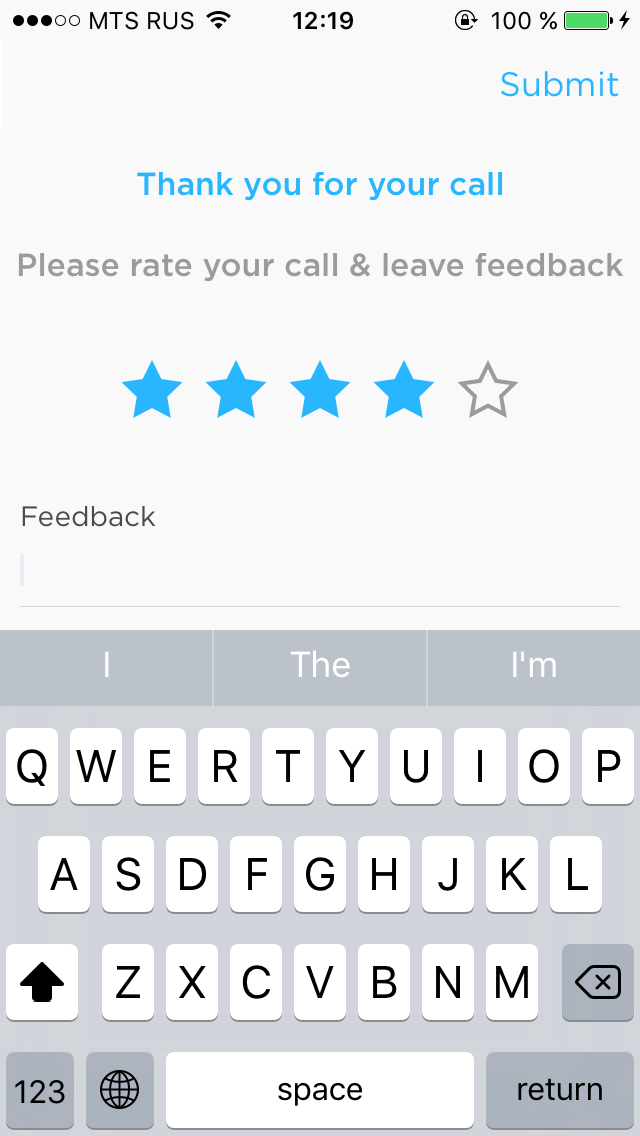 MTS RUS 12:19 100 %
Submit
Thank you for your call
Please rate your call & leave feedback
Feedback
I The I'm
Q W E R T Y U I O P
A S D F G H J K L
Z X C V B N M
123 space return